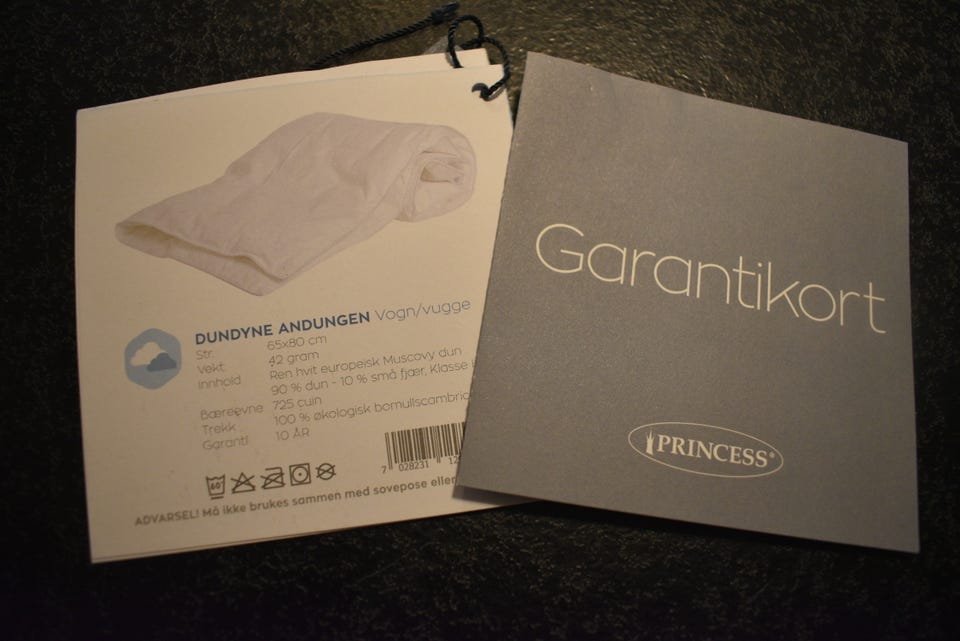 DUNDYNE ANDUNGEN Vogn/vugge
Str. 65x80 cm
Vekt 42 gram
Innhold Ren hvit europeisk Muscovy dun
90 % dun - 10 % små fjær, Klasse
Bæreevne 725 cuin
Trekk 100 % økologisk bomullscambric
Garanti 10 ÅR
7 028231 12
60°
ADVARSEL! Må ikke brukes sammen med sovepose eller
Garantikort
PRINCESS®